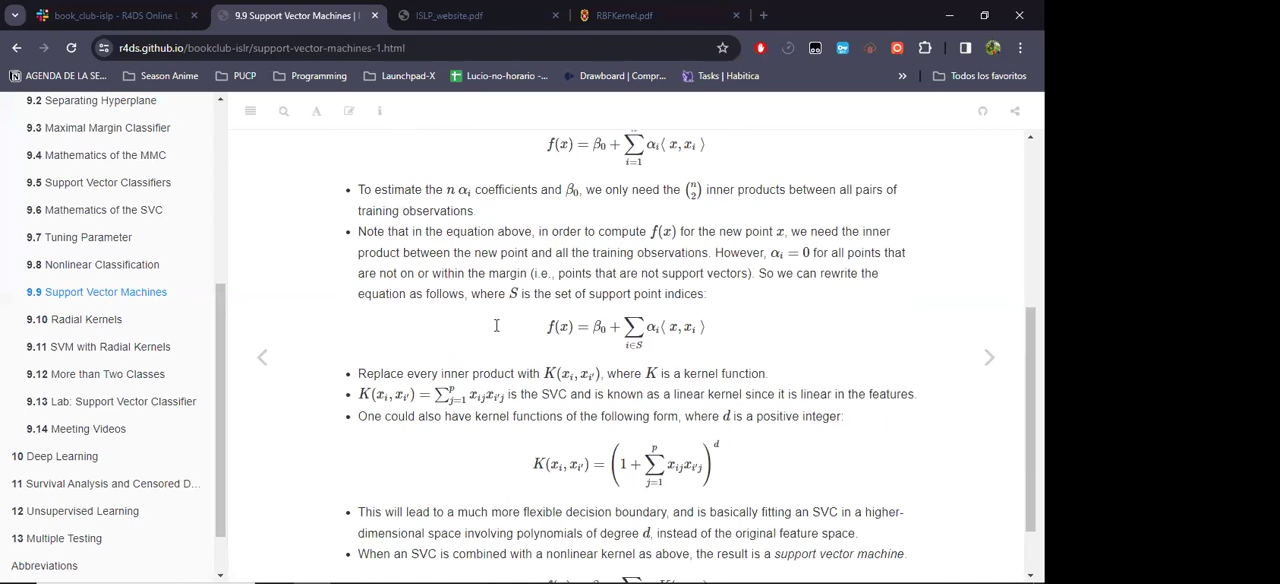 book_club-islp - R4DS Online L
9.9 Support Vector Machines |
ISLP_website.pdf
RBFKernel.pdf
r4ds.github.io/bookclub-islr/support-vector-machines-1.html
AGENDA DE LA SE...
Season Anime
PUCP
Programming
Launchpad-X
Lucio-no-horario -...
Drawboard | Compr...
Tasks | Habitica
»
Todos los favoritos
9.2 Separating Hyperplane
9.3 Maximal Margin Classifier
9.4 Mathematics of the MMC
9.5 Support Vector Classifiers
9.6 Mathematics of the SVC
9.7 Tuning Parameter
9.8 Nonlinear Classification
9.9 Support Vector Machines
9.10 Radial Kernels
9.11 SVM with Radial Kernels
9.12 More than Two Classes
9.13 Lab: Support Vector Classifier
9.14 Meeting Videos
10 Deep Learning
11 Survival Analysis and Censored D...
12 Unsupervised Learning
13 Multiple Testing
Abbreviations
f(x) = β₀ + ∑ᵢ₌₁ αᵢ⟨ x, xᵢ ⟩
• To estimate the n αᵢ coefficients and β₀, we only need the (n 2) inner products between all pairs of
training observations.
• Note that in the equation above, in order to compute f(x) for the new point x, we need the inner
product between the new point and all the training observations. However, αᵢ = 0 for all points that
are not on or within the margin (i.e., points that are not support vectors). So we can rewrite the
equation as follows, where S is the set of support point indices:
f(x) = β₀ + ∑_{i∈S} αᵢ⟨ x, xᵢ ⟩
• Replace every inner product with K(xᵢ, xᵢ′), where K is a kernel function.
• K(xᵢ, xᵢ′) = ∑_{j=1}^{p} x_{ij}x_{i′j} is the SVC and is known as a linear kernel since it is linear in the features.
• One could also have kernel functions of the following form, where d is a positive integer:
K(xᵢ, xᵢ′) = (1 + ∑_{j=1}^{p} x_{ij}x_{i′j})^d
• This will lead to a much more flexible decision boundary, and is basically fitting an SVC in a higher-
dimensional space involving polynomials of degree d, instead of the original feature space.
• When an SVC is combined with a nonlinear kernel as above, the result is a support vector machine.